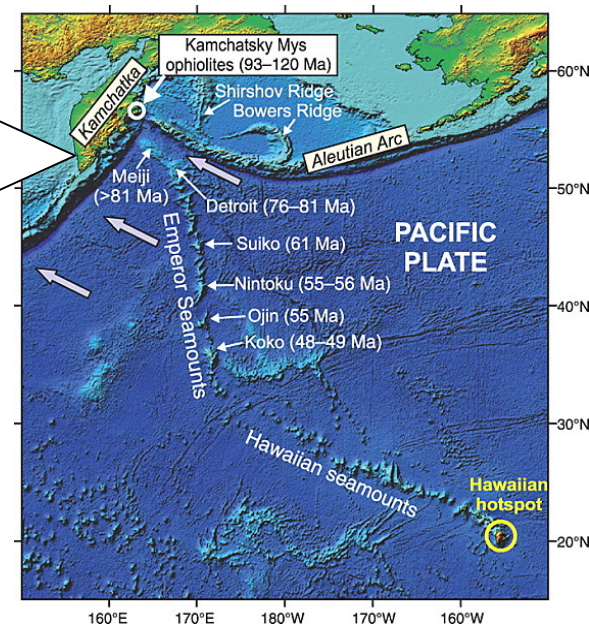 Kamchatsky Mys
ophiolites (93–120 Ma)
60°N
Kamchatka
Shirshov Ridge
Bowers Ridge
Aleutian Arc
Meiji
(>81 Ma)
50°N
Detroit (76–81 Ma)
Emperor Seamounts
Suiko (61 Ma)
PACIFIC
PLATE
Nintoku (55–56 Ma)
40°N
Ojin (55 Ma)
Koko (48–49 Ma)
30°N
Hawaiian seamounts
Hawaiian
hotspot
20°N
160°E
170°E
180°W
170°W
160°W